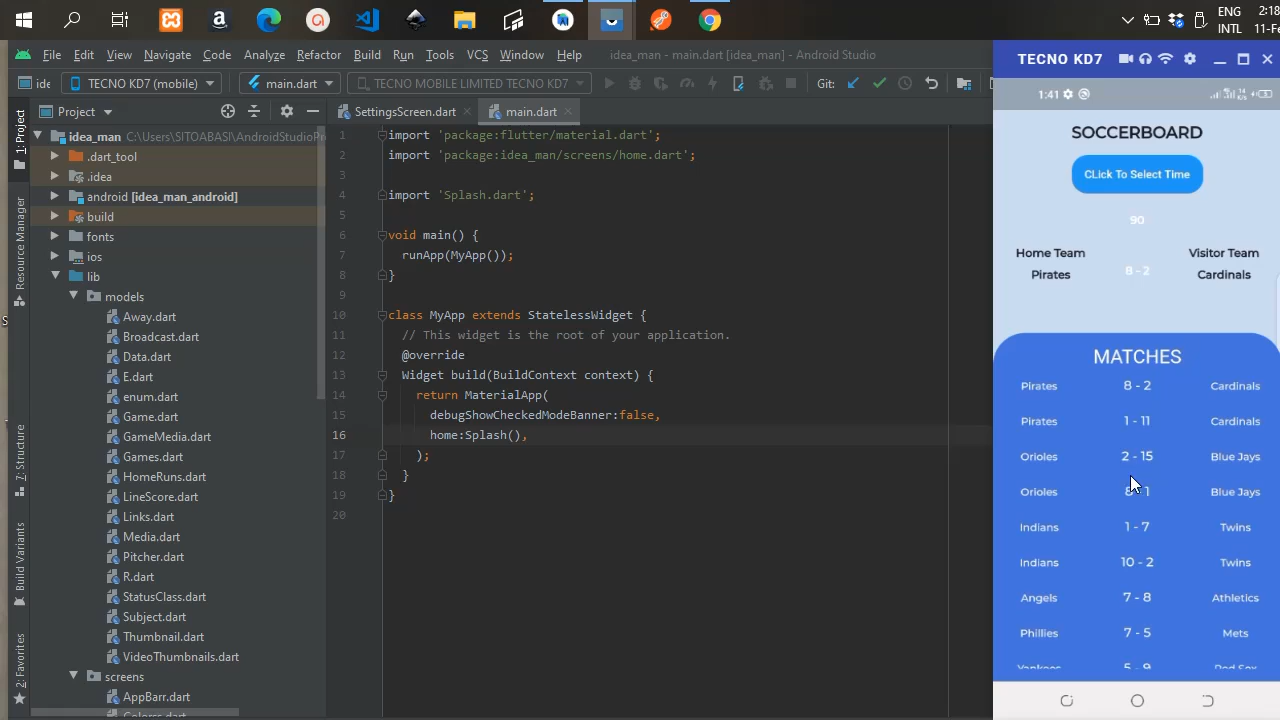 ENG
INTL
2:18
11-Fe
File Edit View Navigate Code Analyze Refactor Build Run Tools VCS Window Help idea_man - main.dart [idea_man] - Android Studio
ide TECNO KD7 (mobile) main.dart TECNO MOBILE LIMITED TECNO KD7 Git:
Project SettingsScreen.dart main.dart
1: Project
Resource Manager
7: Structure
Build Variants
2: Favorites
idea_man C:\Users\SITOABASI\AndroidStudioPr
.dart_tool
.idea
android [idea_man_android]
build
fonts
ios
lib
models
Away.dart
Broadcast.dart
Data.dart
E.dart
enum.dart
Game.dart
GameMedia.dart
Games.dart
HomeRuns.dart
LineScore.dart
Links.dart
Media.dart
Pitcher.dart
R.dart
StatusClass.dart
Subject.dart
Thumbnail.dart
VideoThumbnails.dart
screens
AppBarr.dart
Colorss.dart
1 import 'package:flutter/material.dart';
2 import 'package:idea_man/screens/home.dart';
3
4 import 'Splash.dart';
5
6 void main() {
7 runApp(MyApp());
8 }
9
10 class MyApp extends StatelessWidget {
11 // This widget is the root of your application.
12 @override
13 Widget build(BuildContext context) {
14 return MaterialApp(
15 debugShowCheckedModeBanner:false,
16 home:Splash(),
17 );
18 }
19 }
20
TECNO KD7
1:41
SOCCERBOARD
CLick To Select Time
90
Home Team Visitor Team
Pirates 8 - 2 Cardinals
MATCHES
Pirates 8 - 2 Cardinals
Pirates 1 - 11 Cardinals
Orioles 2 - 15 Blue Jays
Orioles 8 - 1 Blue Jays
Indians 1 - 7 Twins
Indians 10 - 2 Twins
Angels 7 - 8 Athletics
Phillies 7 - 5 Mets
Yankees 5 - 9 Red Sox